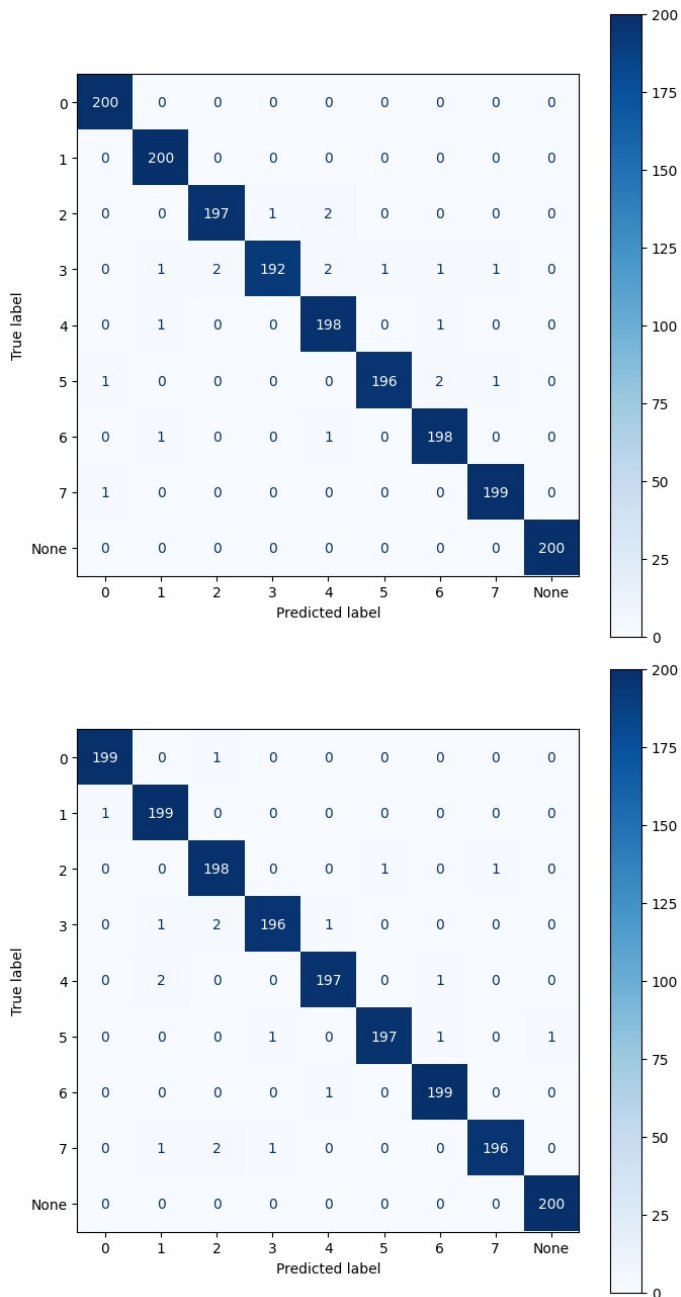 200
175
150
125
100
75
50
25
0
True label
0 200 0 0 0 0 0 0 0 0
1 0 200 0 0 0 0 0 0 0
2 0 0 197 1 2 0 0 0 0
3 0 1 2 192 2 1 1 1 0
4 0 1 0 0 198 0 1 0 0
5 1 0 0 0 0 196 2 1 0
6 0 1 0 0 1 0 198 0 0
7 1 0 0 0 0 0 0 199 0
None 0 0 0 0 0 0 0 0 200
0 1 2 3 4 5 6 7 None
Predicted label
200
175
150
125
100
75
50
25
0
True label
0 199 0 1 0 0 0 0 0 0
1 1 199 0 0 0 0 0 0 0
2 0 0 198 0 0 1 0 1 0
3 0 1 2 196 1 0 0 0 0
4 0 2 0 0 197 0 1 0 0
5 0 0 0 1 0 197 1 0 1
6 0 0 0 0 1 0 199 0 0
7 0 1 2 1 0 0 0 196 0
None 0 0 0 0 0 0 0 0 200
0 1 2 3 4 5 6 7 None
Predicted label